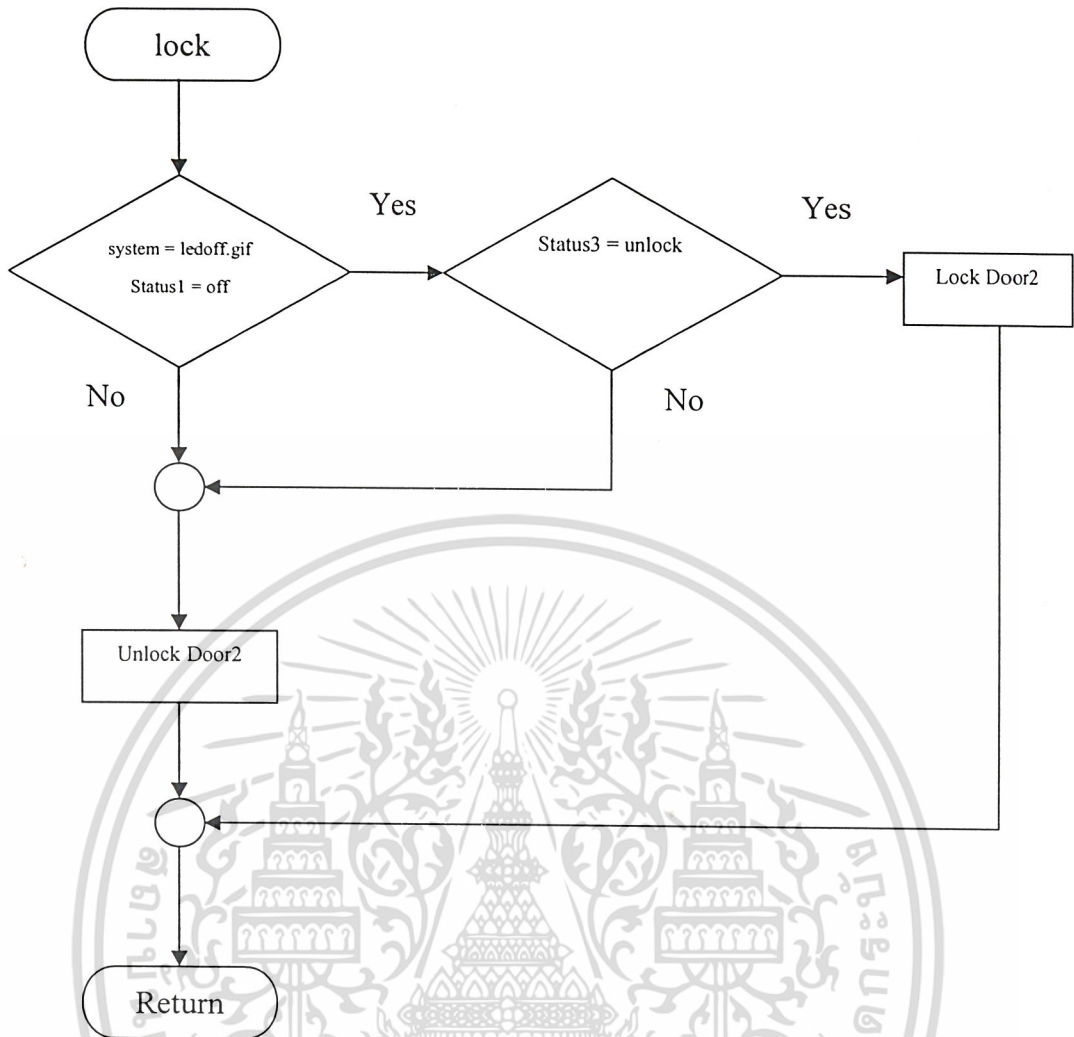 lock
Yes
Yes
system = ledoff.gif
Status1 = off
Status3 = unlock
Lock Door2
No
No
Unlock Door2
Return